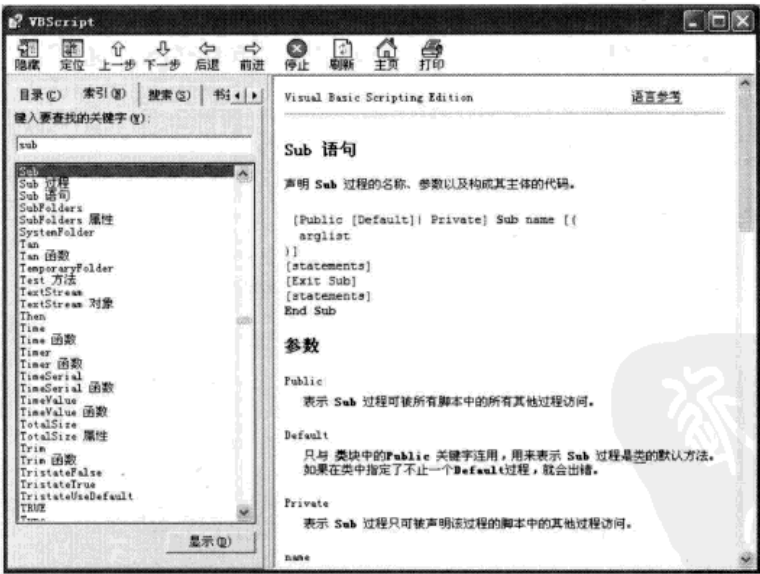 VBScript
隐藏 定位 上一步 下一步 后退 前进 停止 刷新 主页 打印
目录(C) 索引(N) 搜索(S)
键入要查找的关键字(W):
sub
Sub
Sub 过程
Sub 语句
SubFolders
SubFolders 属性
SystemFolder
Tan
Tan 函数
TemporaryFolder
Test 方法
TextStream
TextStream 对象
Then
Time
Time 函数
Timer
Timer 函数
TimeSerial
TimeSerial 函数
TimeValue
TimeValue 函数
TotalSize
TotalSize 属性
Trim
Trim 函数
TristateFalse
TristateTrue
TristateUseDefault
TRUE
显示(D)
Visual Basic Scripting Edition 语言参考
Sub 语句
声明 Sub 过程的名称、参数以及构成其主体的代码。
[Public [Default]| Private] Sub name [(
arglist
)]
[statements]
[Exit Sub]
[statements]
End Sub
参数
Public
表示 Sub 过程可被所有脚本中的所有其他过程访问。
Default
只与 类块中的Public 关键字连用，用来表示 Sub 过程是类的默认方法。
如果在类中指定了不止一个Default过程，就会出错。
Private
表示 Sub 过程只可被声明该过程的脚本中的其他过程访问。
name